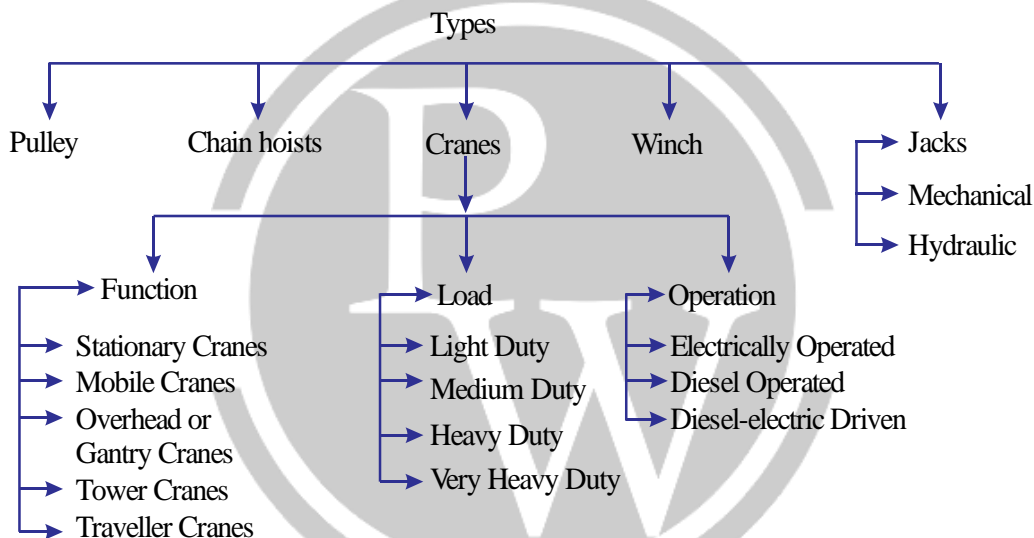 Types
Pulley
Chain hoists
Cranes
Winch
Jacks
Mechanical
Hydraulic
Function
Stationary Cranes
Mobile Cranes
Overhead or
Gantry Cranes
Tower Cranes
Traveller Cranes
Load
Light Duty
Medium Duty
Heavy Duty
Very Heavy Duty
Operation
Electrically Operated
Diesel Operated
Diesel-electric Driven
P
W